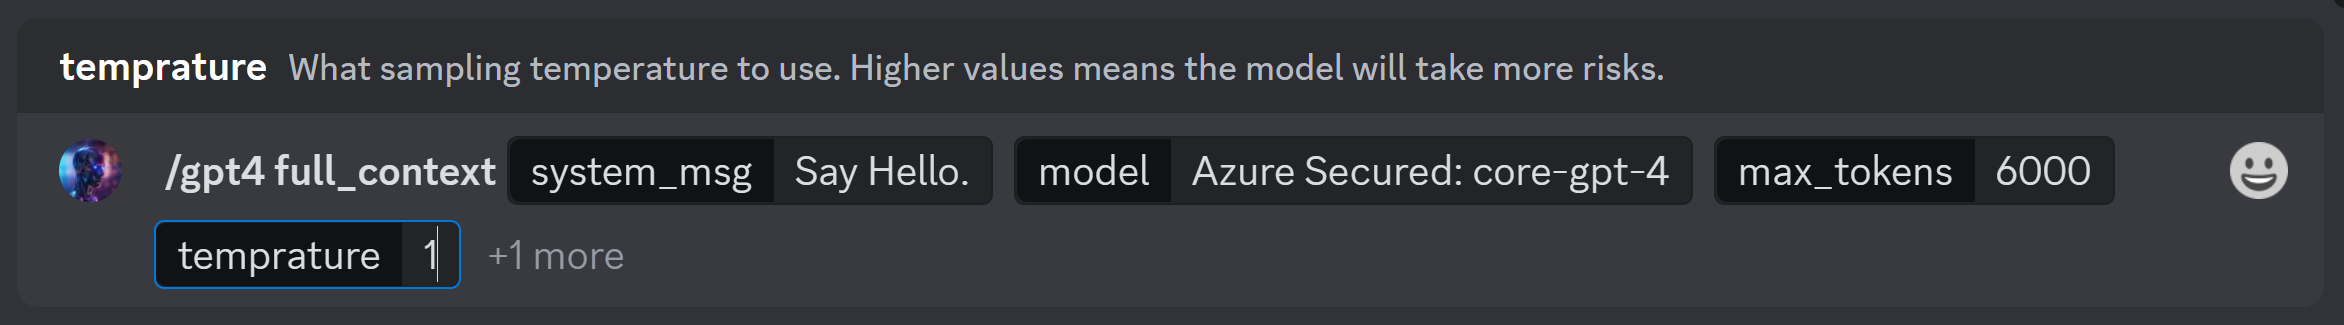 temprature What sampling temperature to use. Higher values means the model will take more risks.
/gpt4 full_context system_msg Say Hello. model Azure Secured: core-gpt-4 max_tokens 6000
temprature 1 +1 more